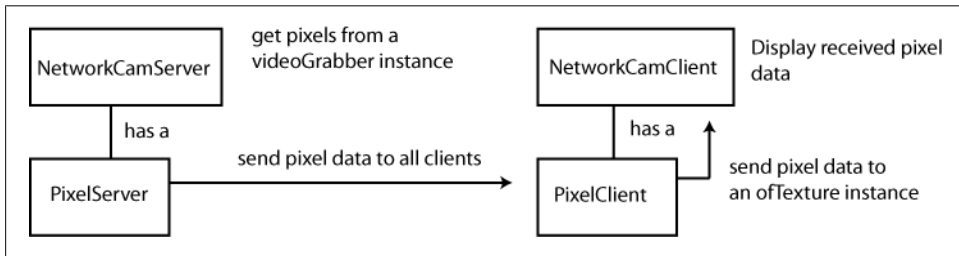 get pixels from a
videoGrabber instance
NetworkCamServer
has a
send pixel data to all clients
PixelServer
Display received pixel
data
NetworkCamClient
has a
send pixel data to
an ofTexture instance
PixelClient